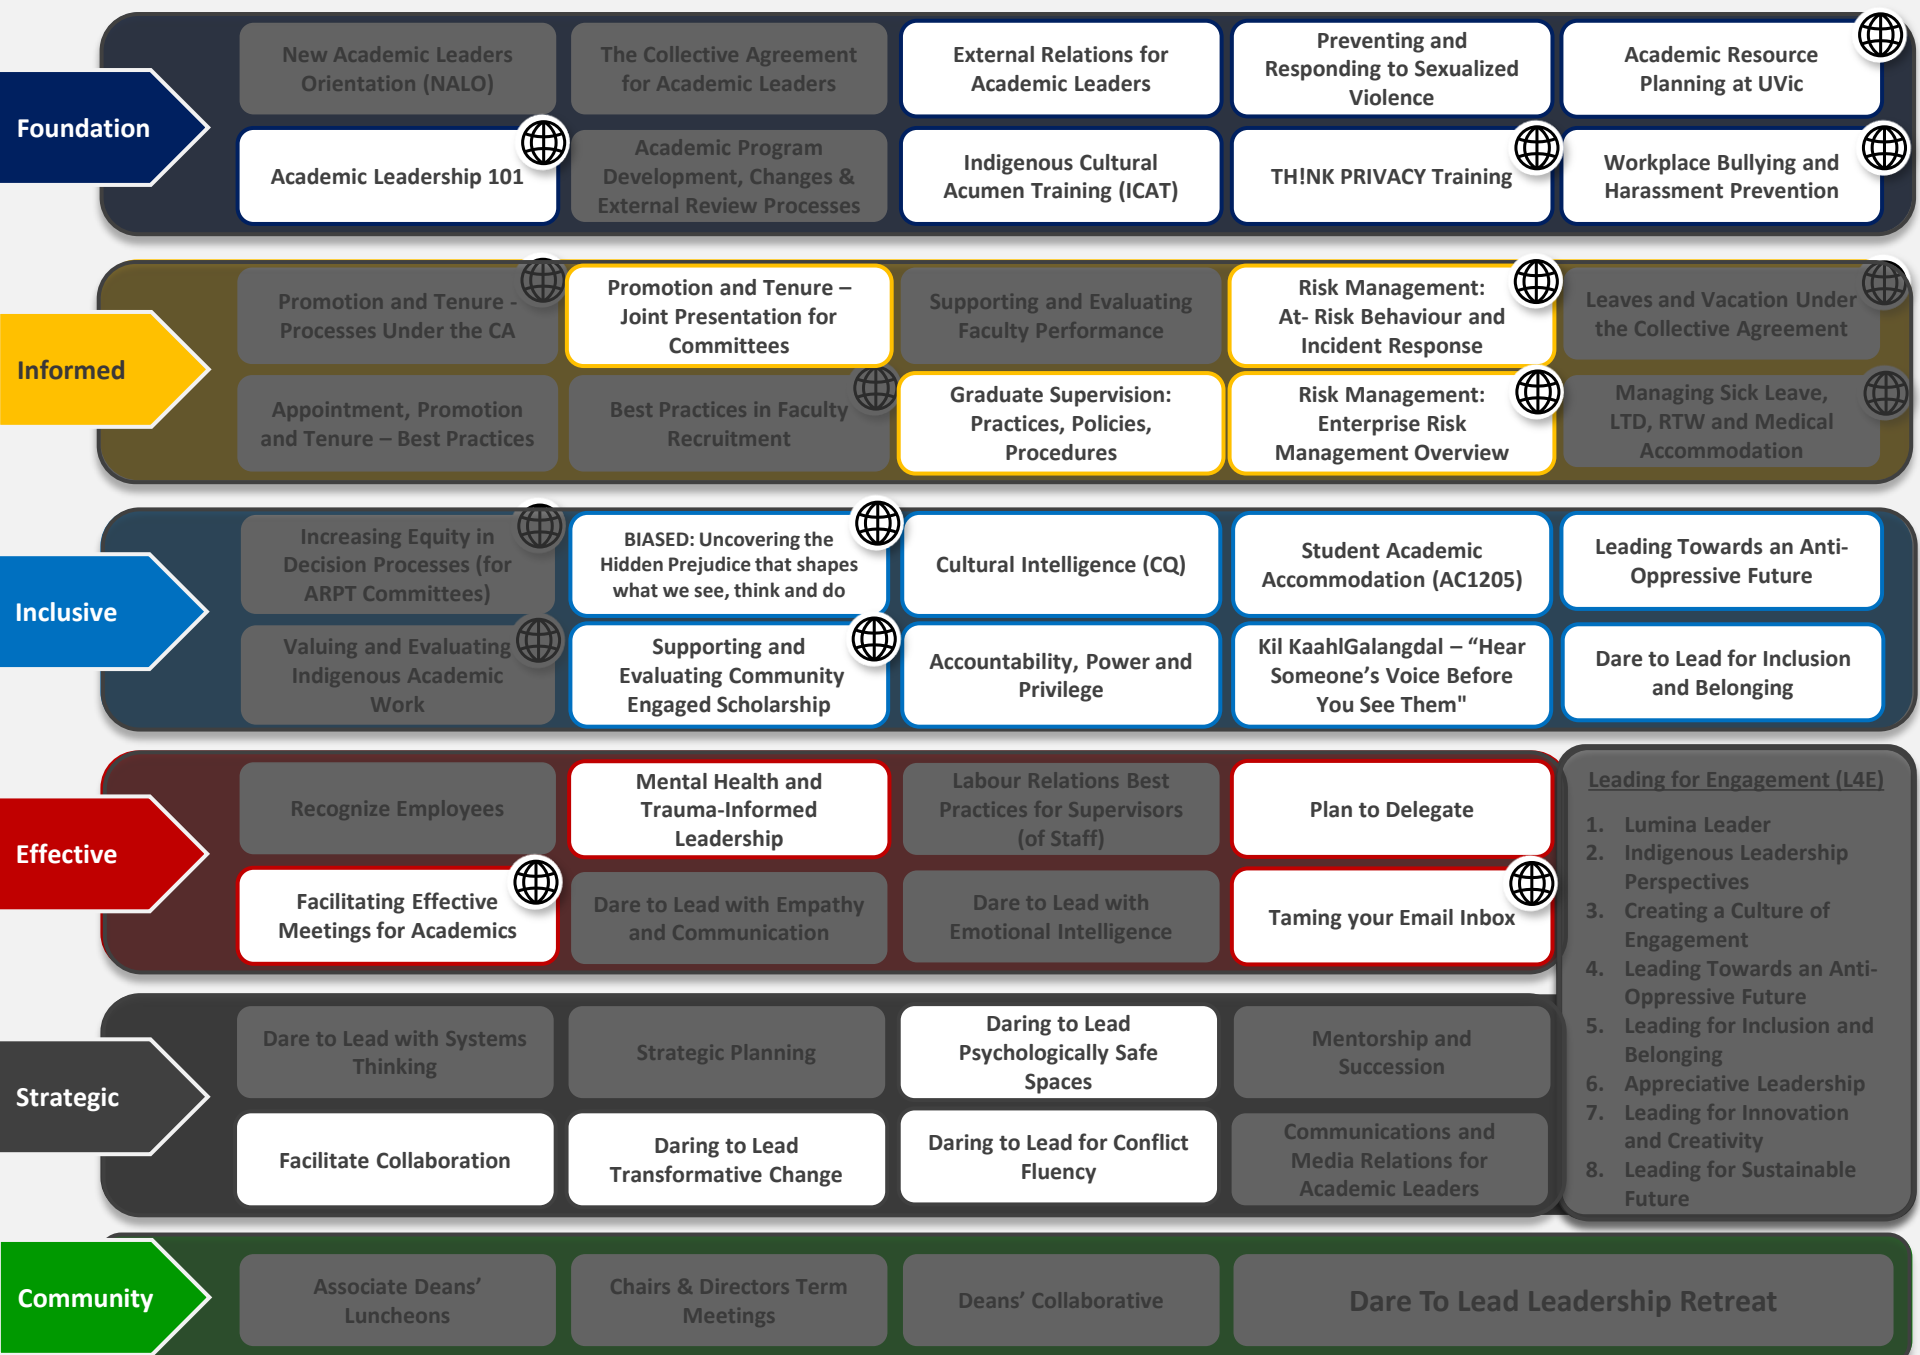 Foundation
New Academic Leaders
Orientation (NALO)
The Collective Agreement
for Academic Leaders
External Relations for
Academic Leaders
Preventing and
Responding to Sexualized
Violence
Academic Resource
Planning at UVic
Academic Leadership 101
Academic Program
Development, Changes &
External Review Processes
Indigenous Cultural
Acumen Training (ICAT)
TH!NK PRIVACY Training
Workplace Bullying and
Harassment Prevention
Informed
Promotion and Tenure -
Processes Under the CA
Promotion and Tenure –
Joint Presentation for
Committees
Supporting and Evaluating
Faculty Performance
Risk Management:
At- Risk Behaviour and
Incident Response
Leaves and Vacation Under
the Collective Agreement
Appointment, Promotion
and Tenure – Best Practices
Best Practices in Faculty
Recruitment
Graduate Supervision:
Practices, Policies,
Procedures
Risk Management:
Enterprise Risk
Management Overview
Managing Sick Leave,
LTD, RTW and Medical
Accommodation
Inclusive
Increasing Equity in
Decision Processes (for
ARPT Committees)
BIASED: Uncovering the
Hidden Prejudice that shapes
what we see, think and do
Cultural Intelligence (CQ)
Student Academic
Accommodation (AC1205)
Leading Towards an Anti-
Oppressive Future
Valuing and Evaluating
Indigenous Academic
Work
Supporting and
Evaluating Community
Engaged Scholarship
Accountability, Power and
Privilege
Kil KaahlGalangdal – “Hear
Someone’s Voice Before
You See Them"
Dare to Lead for Inclusion
and Belonging
Effective
Recognize Employees
Mental Health and
Trauma-Informed
Leadership
Labour Relations Best
Practices for Supervisors
(of Staff)
Plan to Delegate
Facilitating Effective
Meetings for Academics
Dare to Lead with Empathy
and Communication
Dare to Lead with
Emotional Intelligence
Taming your Email Inbox
Leading for Engagement (L4E)
1. Lumina Leader
2. Indigenous Leadership
Perspectives
3. Creating a Culture of
Engagement
4. Leading Towards an Anti-
Oppressive Future
5. Leading for Inclusion and
Belonging
6. Appreciative Leadership
7. Leading for Innovation
and Creativity
8. Leading for Sustainable
Future
Strategic
Dare to Lead with Systems
Thinking
Strategic Planning
Daring to Lead
Psychologically Safe
Spaces
Mentorship and
Succession
Facilitate Collaboration
Daring to Lead
Transformative Change
Daring to Lead for Conflict
Fluency
Communications and
Media Relations for
Academic Leaders
Community
Associate Deans’
Luncheons
Chairs & Directors Term
Meetings
Deans’ Collaborative
Dare To Lead Leadership Retreat